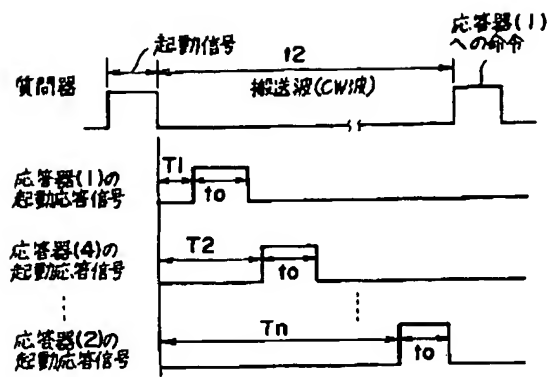 起動信号
t2
応答器(1)
への命令
質問器
搬送波(CW波)
T1
to
応答器(1)の
起動応答信号
T2
to
応答器(4)の
起動応答信号
Tn
to
応答器(2)の
起動応答信号